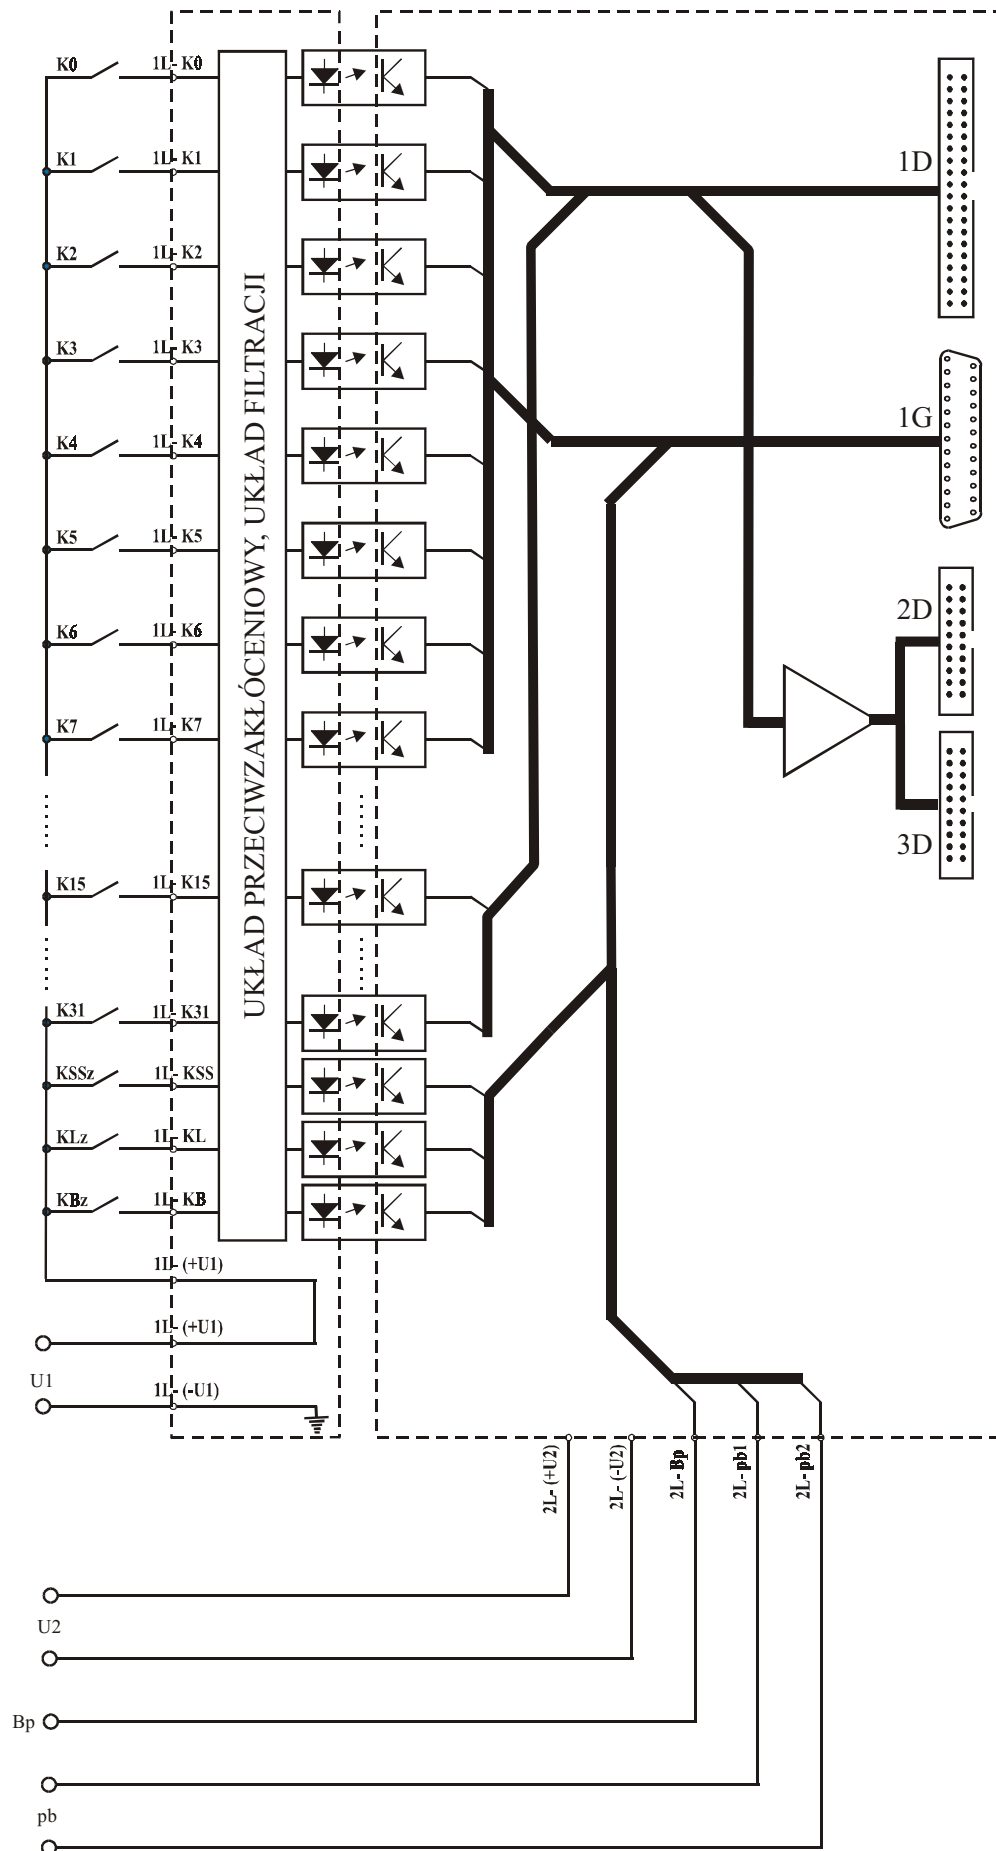 K0 1L- K0
1D
K1 1L- K1
K2 1L- K2
K3 1L- K3
1G
K4 1L- K4
K5 1L- K5
2D
K6 1L- K6
K7 1L- K7
3D
K15 1L- K15
K31 1L- K31
KSSz 1L- KSS
KLz 1L- KL
KBz 1L- KB
UKŁAD PRZECIWZAKŁÓCENIOWY, UKŁAD FILTRACJI
1L- (+U1)
1L- (+U1)
U1
1L- (-U1)
2L- (+U2)
2L- (-U2)
2L- Bp
2L- pb1
2L- pb2
U2
Bp
pb